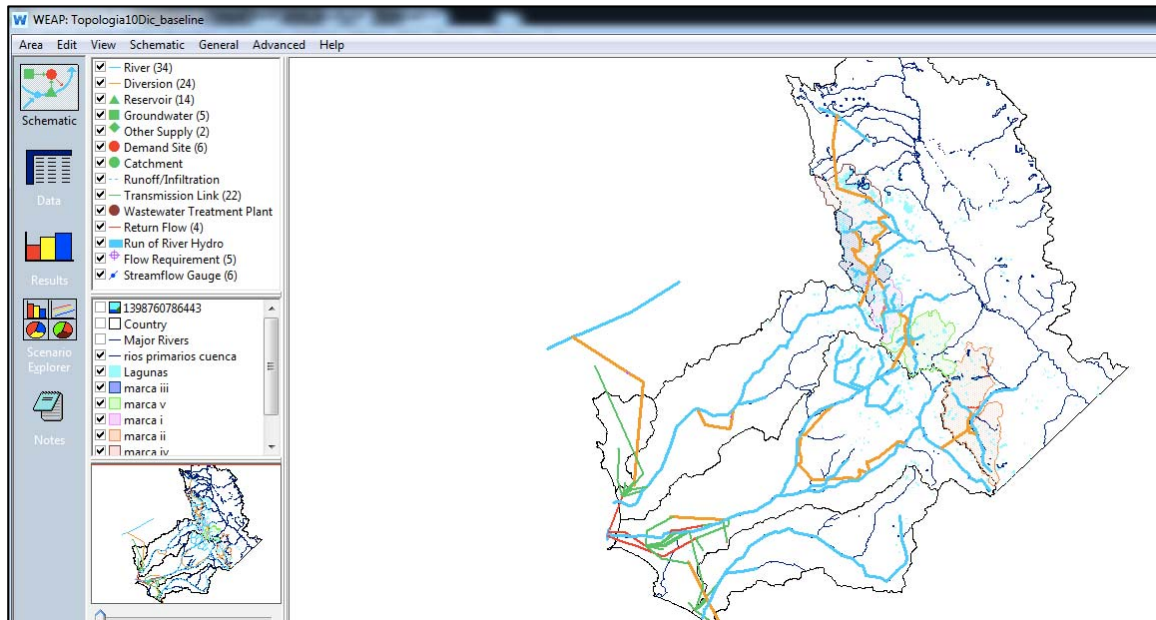 WEAP: Topologia10Dic_baseline
Area Edit View Schematic General Advanced Help
Schematic
Data
Results
Scenario
Explorer
Notes
River (34)
Diversion (24)
Reservoir (14)
Groundwater (5)
Other Supply (2)
Demand Site (6)
Catchment
Runoff/Infiltration
Transmission Link (22)
Wastewater Treatment Plant
Return Flow (4)
Run of River Hydro
Flow Requirement (5)
Streamflow Gauge (6)
1398760786443
Country
Major Rivers
rios primarios cuenca
Lagunas
marca iii
marca v
marca i
marca ii
marca iv